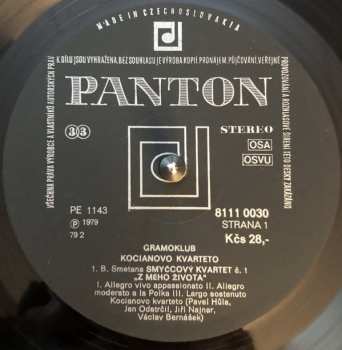 MADE IN CZECHOSLOVAKIA
VŠECHNA PRÁVA VÝROBCE A VLASTNÍKŮ AUTORSKÝCH PRÁV
K DÍLU JSOU VYHRAŽENA. BEZ SOUHLASU JE VÝROBA KOPIÍ, PRONÁJEM, PŮJČOVÁNÍ, VEŘEJNÉ
PROVOZOVÁNÍ A ROZHLASOVÉ ŠÍŘENÍ TÉTO DESKY ZAKÁZÁNO
PANTON
33
STEREO
OSA
OSVU
PE 1143
8111 0030
℗ 1979
STRANA 1
79 2
Kčs 28,-
GRAMOKLUB
KOCIANOVO KVARTETO
1. B. Smetana SMYČCOVÝ KVARTET č. 1
"Z MÉHO ŽIVOTA"
I. Allegro vivo appassionato II. Allegro
moderato a la Polka III. Largo sostenuto
Kocianovo kvarteto (Pavel Hůla,
Jan Odstrčil, Jiří Najnar,
Václav Bernášek)